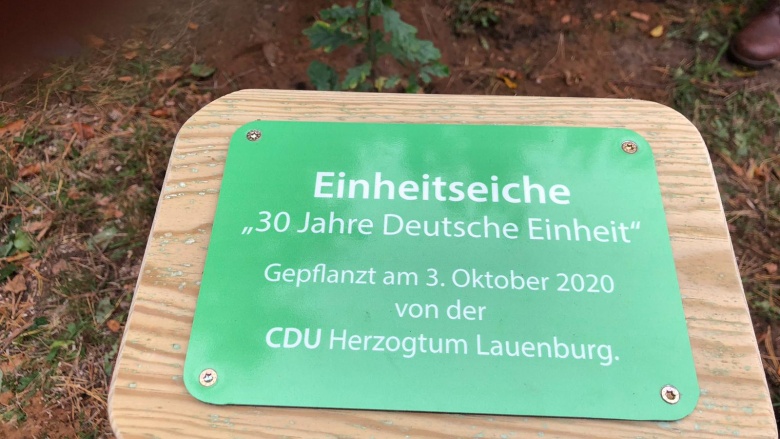 Einheitseiche
„30 Jahre Deutsche Einheit“
Gepflanzt am 3. Oktober 2020
von der
CDU Herzogtum Lauenburg.